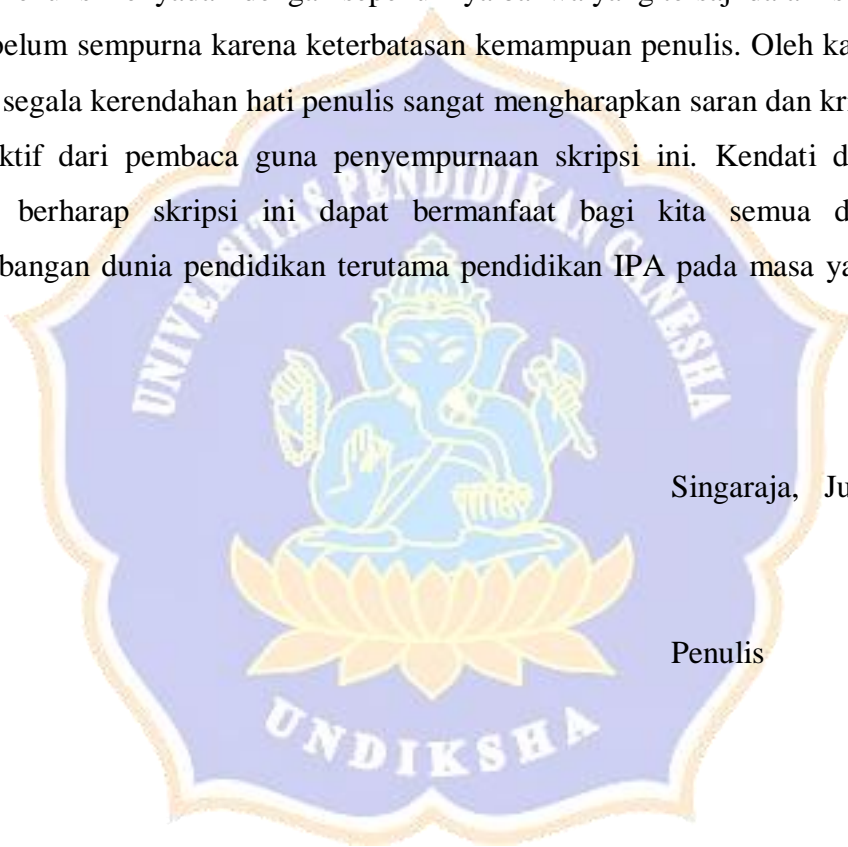 belum sempurna karena keterbatasan kemampuan penulis. Oleh ka
segala kerendahan hati penulis sangat mengharapkan saran dan kri
ktif dari pembaca guna penyempurnaan skripsi ini. Kendati d
berharap skripsi ini dapat bermanfaat bagi kita semua d
bangan dunia pendidikan terutama pendidikan IPA pada masa ya
UNIVERSITAS PENDIDIKAN GANESHA
Singaraja, Ju
Penulis
UNDIKSHA